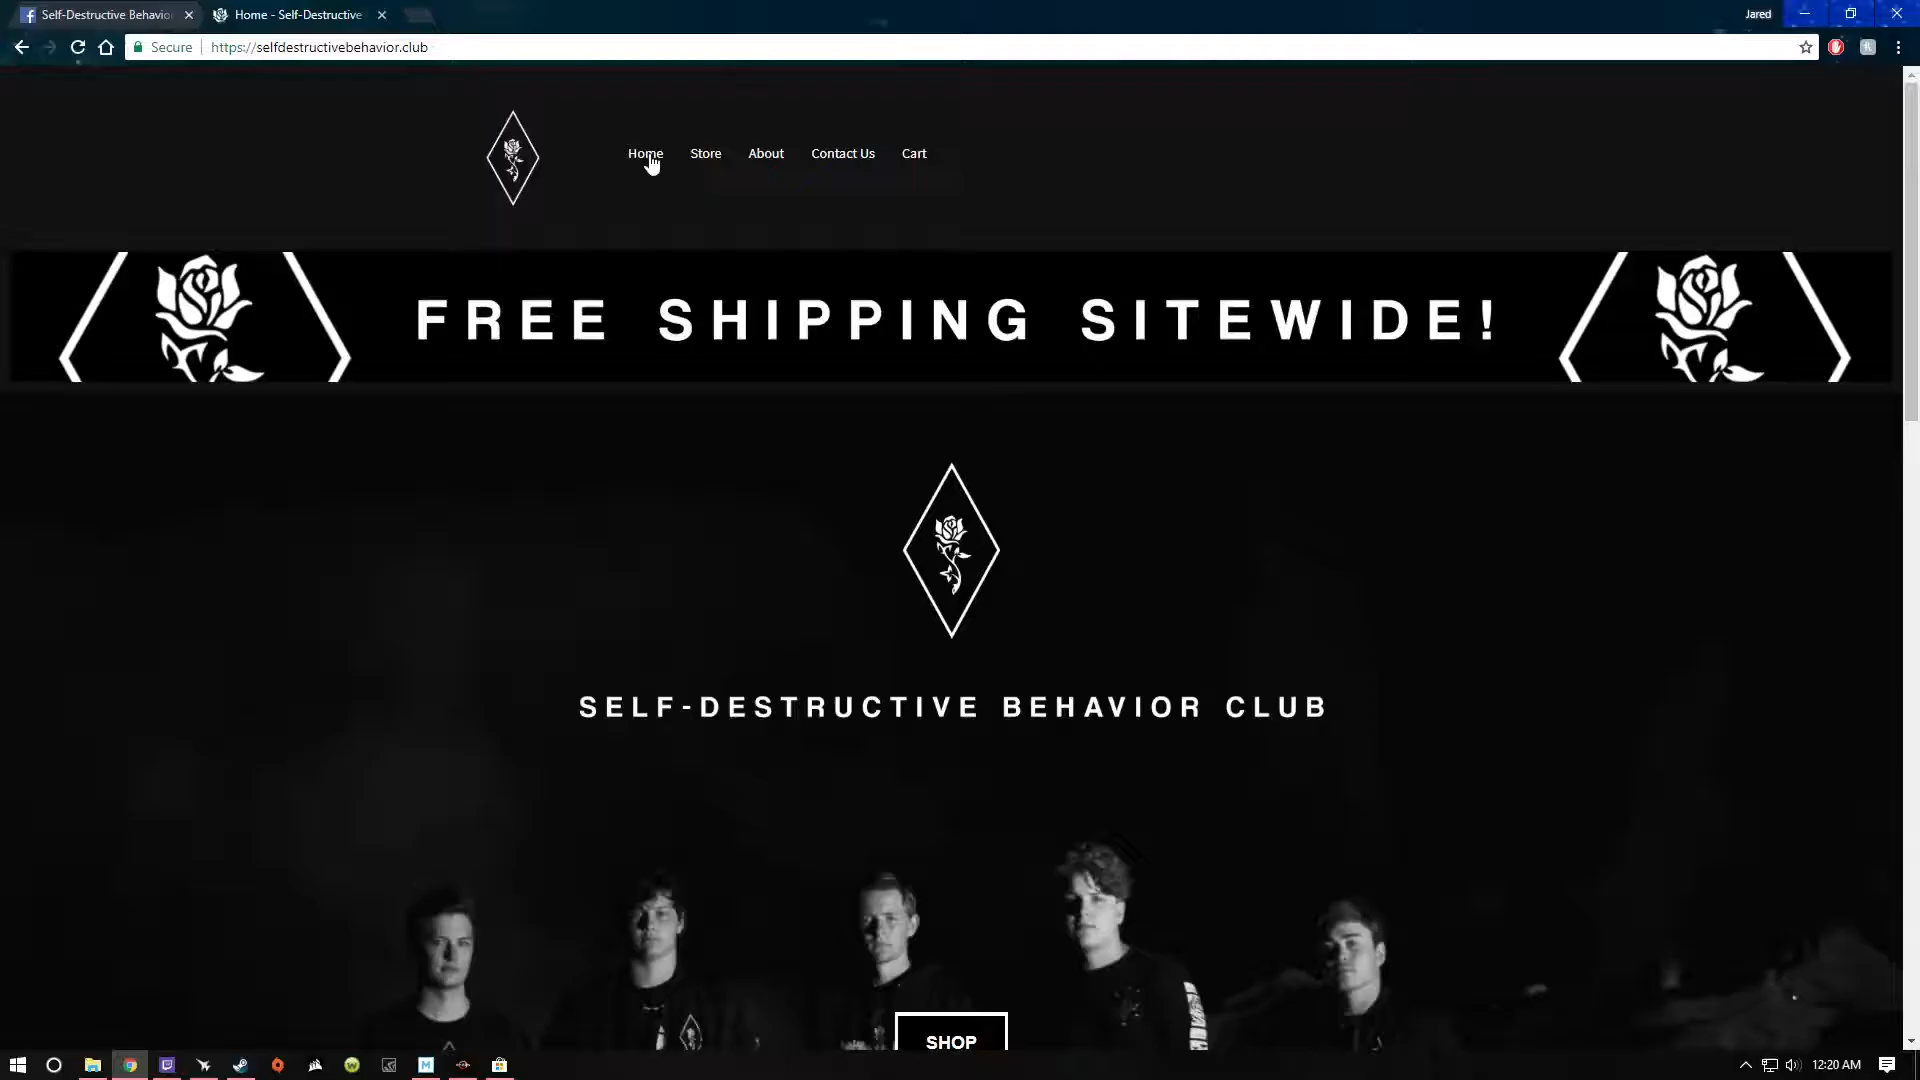 Self-Destructive Behavio
Home - Self-Destructive
Jared
Secure
https://selfdestructivebehavior.club
Home
Store
About
Contact Us
Cart
FREE SHIPPING SITEWIDE!
SELF-DESTRUCTIVE BEHAVIOR CLUB
SHOP
12:20 AM